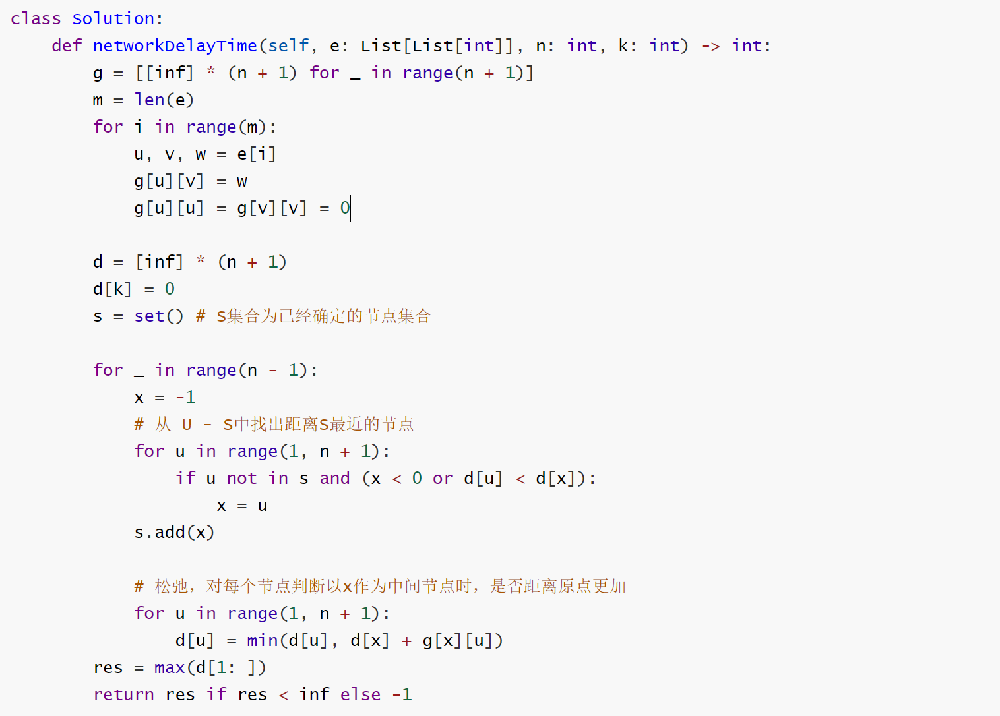 class Solution:
    def networkDelayTime(self, e: List[List[int]], n: int, k: int) -> int:
        g = [[inf] * (n + 1) for _ in range(n + 1)]
        m = len(e)
        for i in range(m):
            u, v, w = e[i]
            g[u][v] = w
            g[u][u] = g[v][v] = 0

        d = [inf] * (n + 1)
        d[k] = 0
        s = set() # S集合为已经确定的节点集合

        for _ in range(n - 1):
            x = -1
            # 从 U - S中找出距离S最近的节点
            for u in range(1, n + 1):
                if u not in s and (x < 0 or d[u] < d[x]):
                    x = u
            s.add(x)

            # 松弛，对每个节点判断以x作为中间节点时，是否距离原点更加
            for u in range(1, n + 1):
                d[u] = min(d[u], d[x] + g[x][u])
        res = max(d[1: ])
        return res if res < inf else -1